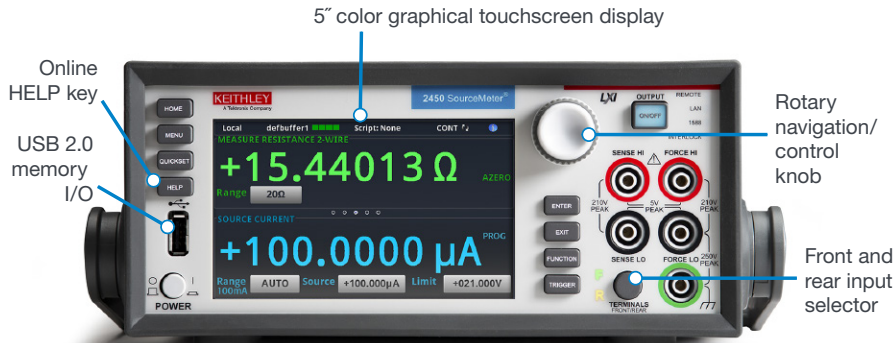 5″ color graphical touchscreen display
Online
HELP key
USB 2.0
memory
I/O
Rotary
navigation/
control
knob
Front and
rear input
selector
KEITHLEY
A Tektronix Company
2450 SourceMeter®
LXI
OUTPUT
ON/OFF
REMOTE
LAN
1588
INTERLOCK
HOME
MENU
QUICKSET
HELP
POWER
Local defbuffer1 Script: None CONT
MEASURE RESISTANCE 2-WIRE
+15.44013 Ω
AZERO
Range 20Ω
SOURCE CURRENT
+100.0000 µA
PROG
Range AUTO Source +100.000µA Limit +021.000V
100mA
ENTER
EXIT
FUNCTION
TRIGGER
SENSE HI FORCE HI
210V
PEAK
5V
PEAK
210V
PEAK
SENSE LO FORCE LO
250V
PEAK
F
R
TERMINALS
FRONT/REAR